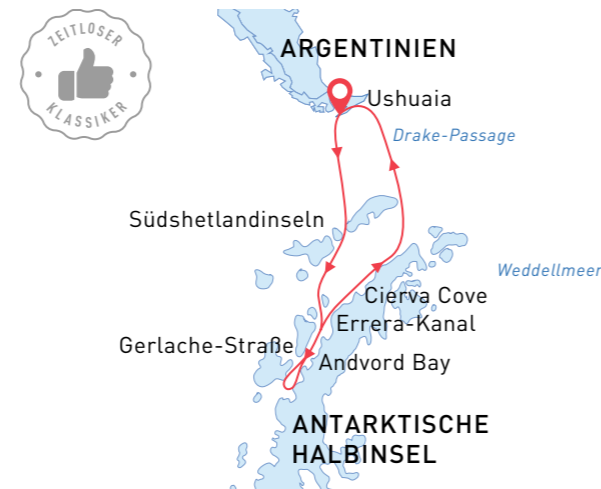 ZEITLOSER
KLASSIKER
ARGENTINIEN
Ushuaia
Drake-Passage
Südshetlandinseln
Weddellmeer
Cierva Cove
Errera-Kanal
Gerlache-Straße
Andvord Bay
ANTARKTISCHE
HALBINSEL